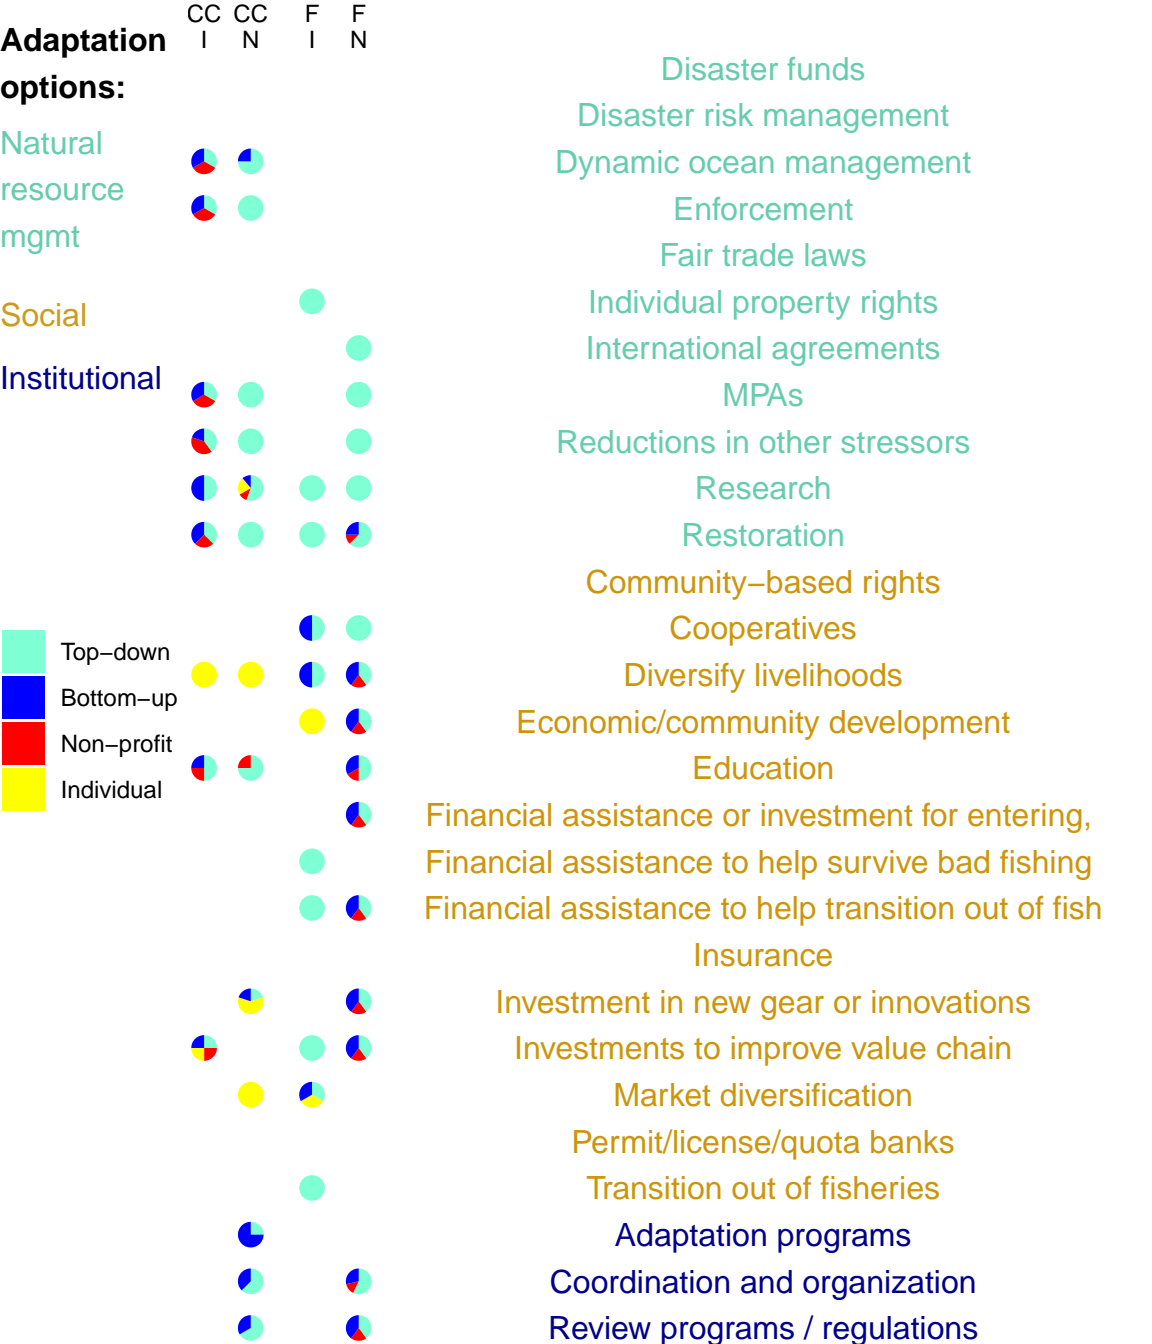 CC CC F F
I N I N
Adaptation
options:
Natural
resource
mgmt
Social
Institutional
Top−down
Bottom−up
Non−profit
Individual
Disaster funds
Disaster risk management
Dynamic ocean management
Enforcement
Fair trade laws
Individual property rights
International agreements
MPAs
Reductions in other stressors
Research
Restoration
Community−based rights
Cooperatives
Diversify livelihoods
Economic/community development
Education
Financial assistance or investment for entering,
Financial assistance to help survive bad fishing
Financial assistance to help transition out of fish
Insurance
Investment in new gear or innovations
Investments to improve value chain
Market diversification
Permit/license/quota banks
Transition out of fisheries
Adaptation programs
Coordination and organization
Review programs / regulations